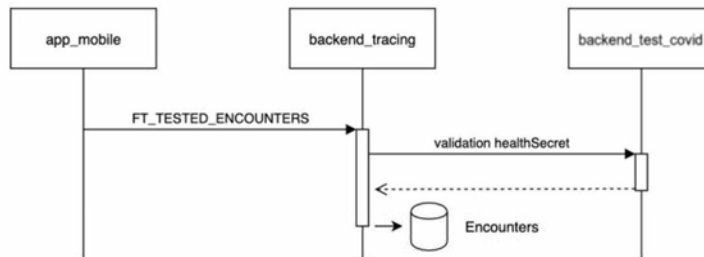 app_mobile
backend_tracing
backend_test_covid
FT_TESTED_ENCOUNTERS
validation healthSecret
Encounters